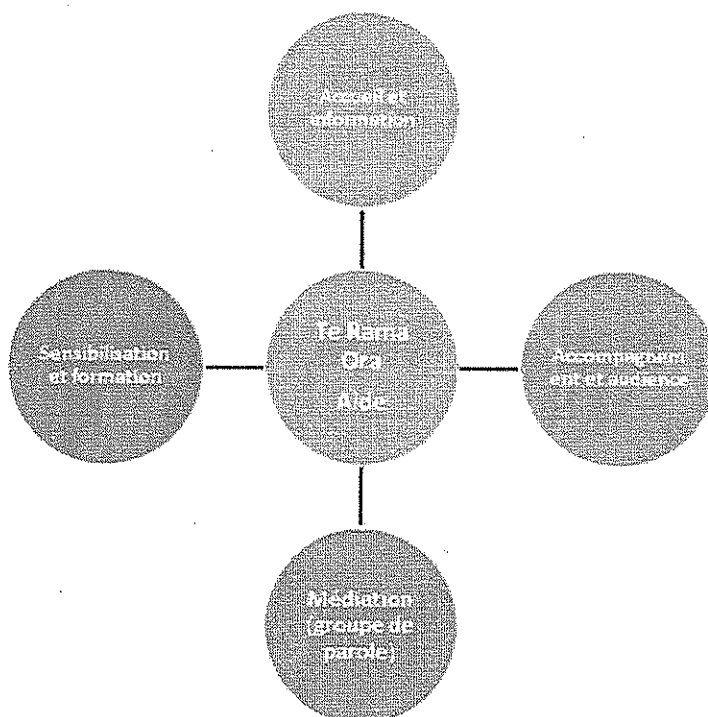 Accueil et
information
Sensibilisation
et formation
Te Rama
Ora
Aide
Accompagnem
ent et audience
Médiation
(groupe de
parole)